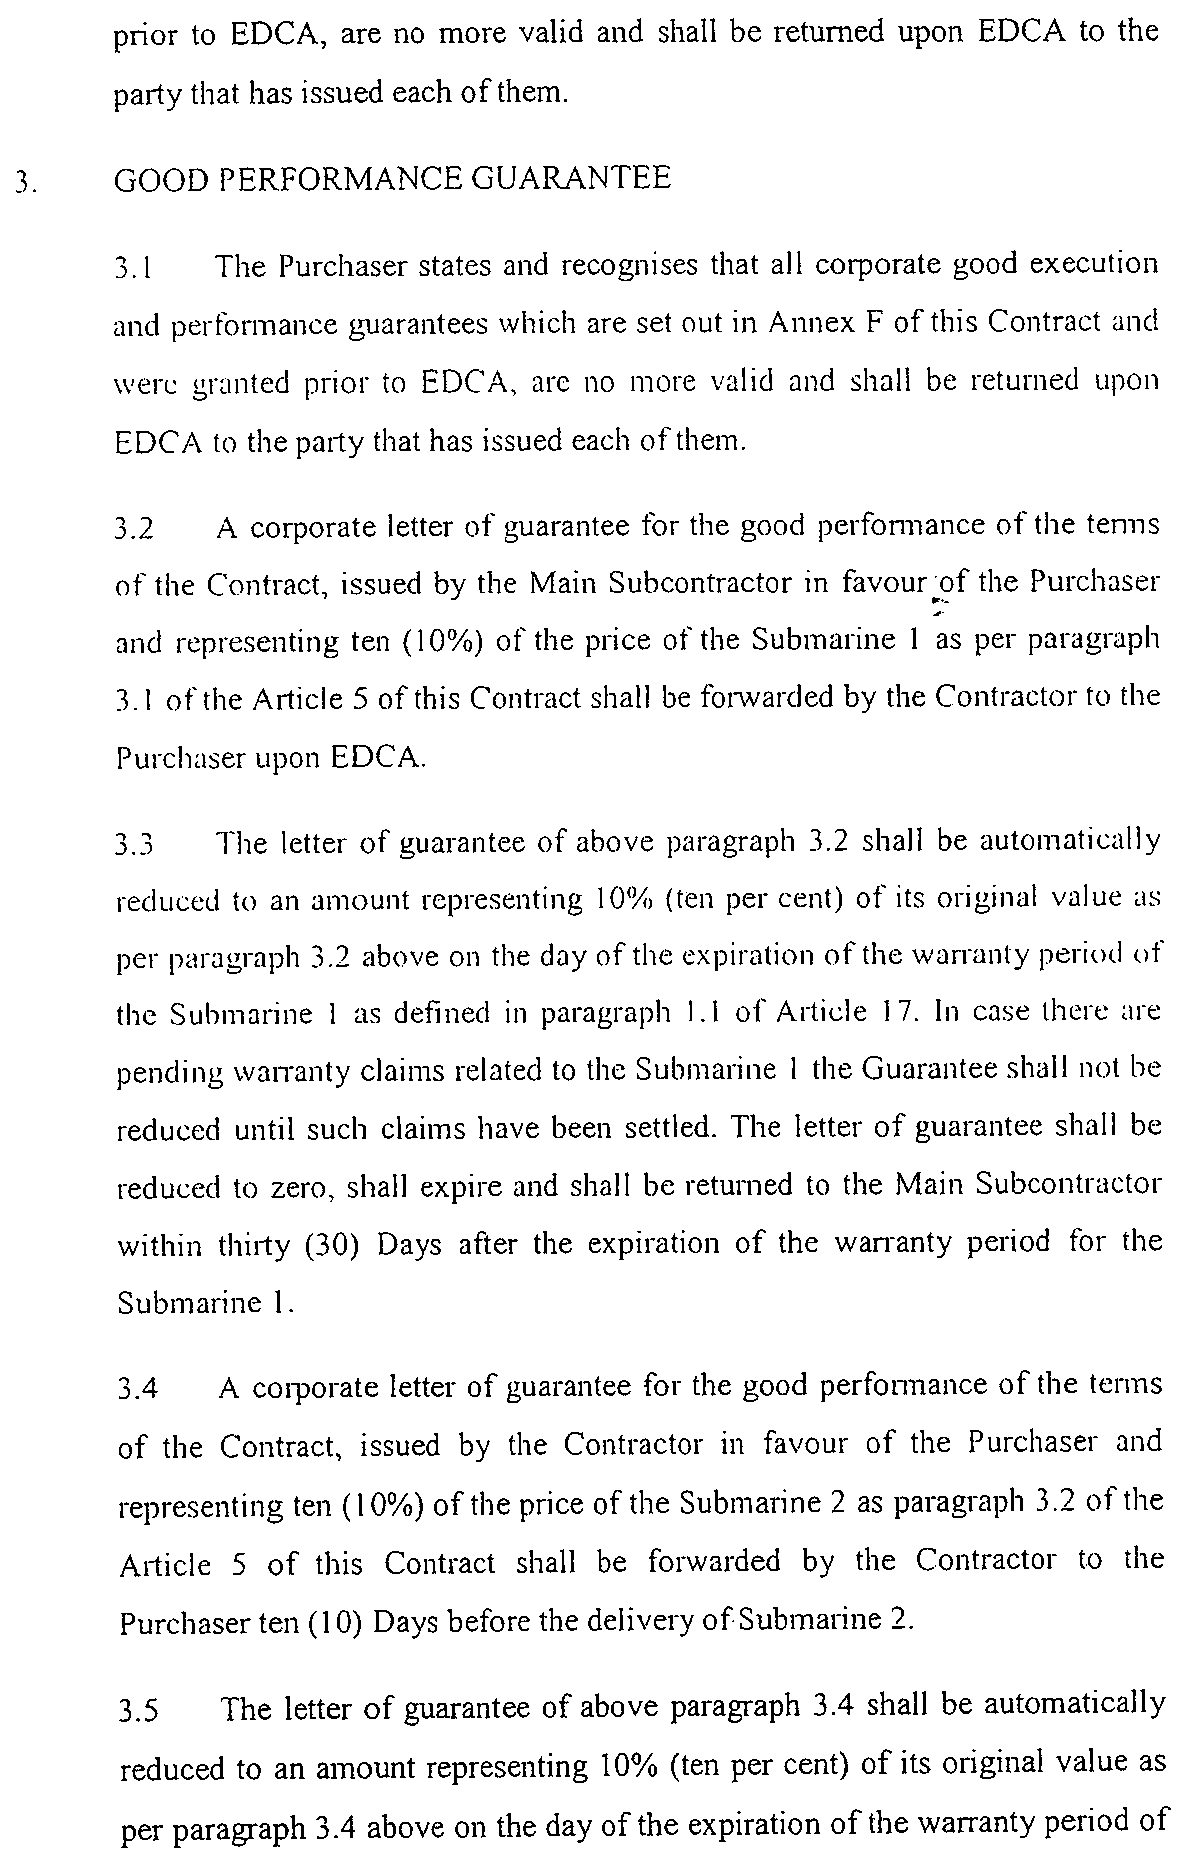 prior to EDCA, are no more valid and shall be returned upon EDCA to the
party that has issued each of them.
3. GOOD PERFORMANCE GUARANTEE
3.1 The Purchaser states and recognises that all corporate good execution
and performance guarantees which are set out in Annex F of this Contract and
were granted prior to EDCA, are no more valid and shall be returned upon
EDCA to the party that has issued each of them.
3.2 A corporate letter of guarantee for the good performance of the terms
of the Contract, issued by the Main Subcontractor in favour of the Purchaser
and representing ten (10%) of the price of the Submarine 1 as per paragraph
3.1 of the Article 5 of this Contract shall be forwarded by the Contractor to the
Purchaser upon EDCA.
3.3 The letter of guarantee of above paragraph 3.2 shall be automatically
reduced to an amount representing 10% (ten per cent) of its original value as
per paragraph 3.2 above on the day of the expiration of the warranty period of
the Submarine 1 as defined in paragraph 1.1 of Article 17. In case there are
pending warranty claims related to the Submarine 1 the Guarantee shall not be
reduced until such claims have been settled. The letter of guarantee shall be
reduced to zero, shall expire and shall be returned to the Main Subcontractor
within thirty (30) Days after the expiration of the warranty period for the
Submarine 1.
3.4 A corporate letter of guarantee for the good performance of the terms
of the Contract, issued by the Contractor in favour of the Purchaser and
representing ten (10%) of the price of the Submarine 2 as paragraph 3.2 of the
Article 5 of this Contract shall be forwarded by the Contractor to the
Purchaser ten (10) Days before the delivery of Submarine 2.
3.5 The letter of guarantee of above paragraph 3.4 shall be automatically
reduced to an amount representing 10% (ten per cent) of its original value as
per paragraph 3.4 above on the day of the expiration of the warranty period of